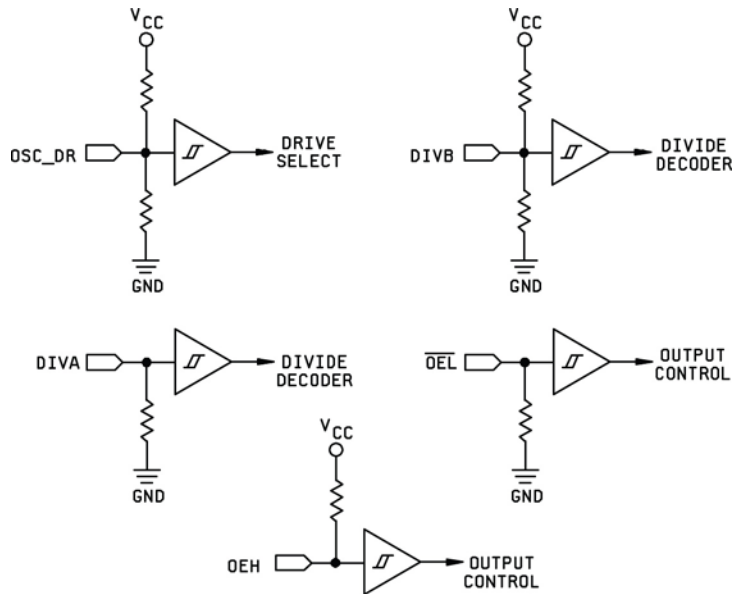 VCC
OSC_DR
DRIVE
SELECT
GND
VCC
DIVB
DIVIDE
DECODER
GND
DIVA
DIVIDE
DECODER
GND
OEL
OUTPUT
CONTROL
GND
VCC
OEH
OUTPUT
CONTROL